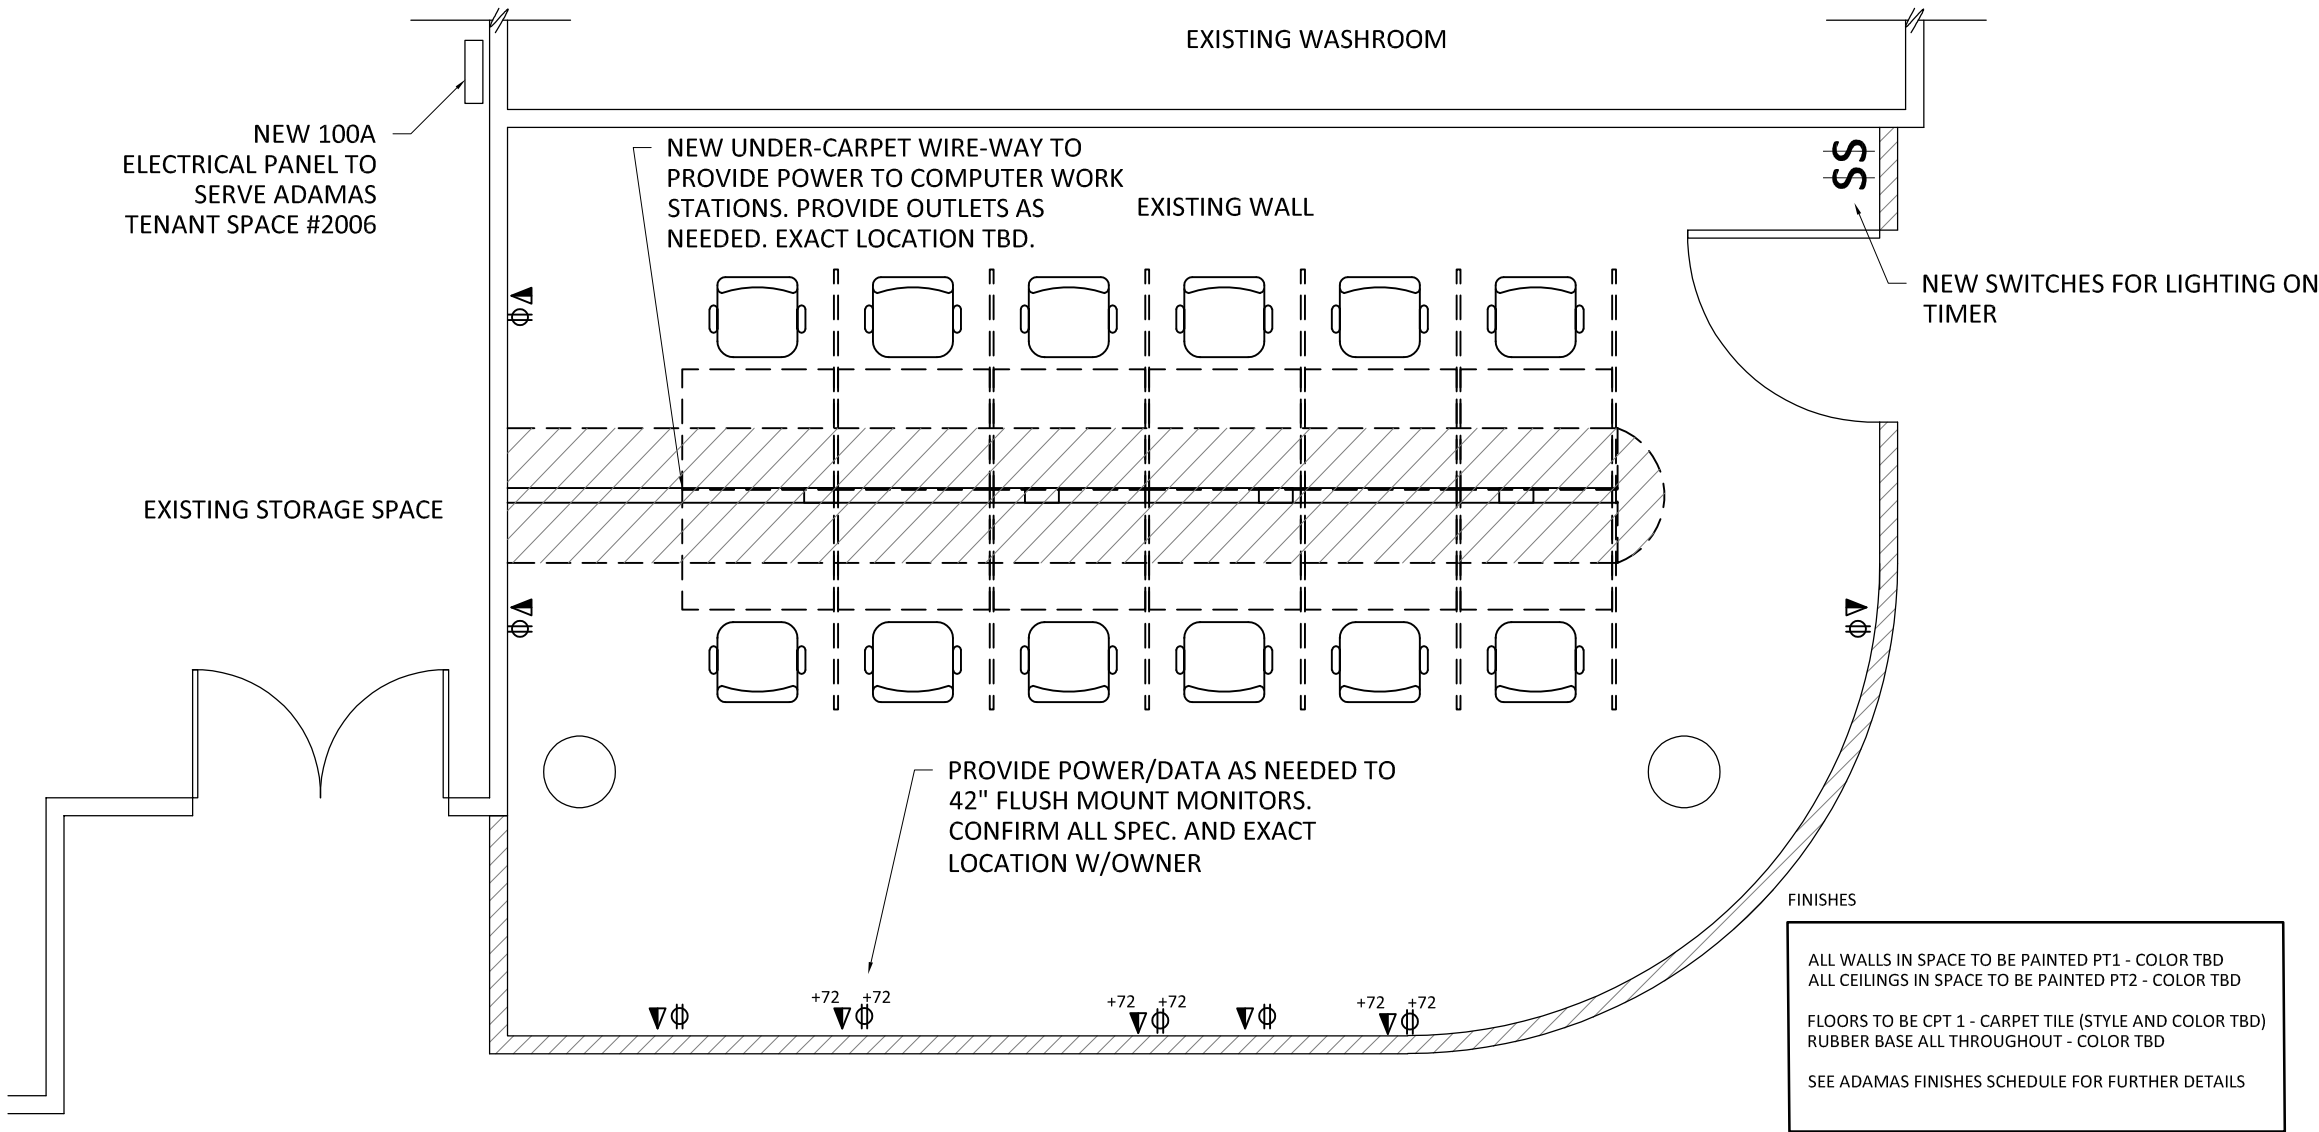 EXISTING WASHROOM
NEW 100A
ELECTRICAL PANEL TO
SERVE ADAMAS
TENANT SPACE #2006
NEW UNDER-CARPET WIRE-WAY TO
PROVIDE POWER TO COMPUTER WORK
STATIONS. PROVIDE OUTLETS AS
NEEDED. EXACT LOCATION TBD.
EXISTING WALL
SS
NEW SWITCHES FOR LIGHTING ON
TIMER
EXISTING STORAGE SPACE
PROVIDE POWER/DATA AS NEEDED TO
42" FLUSH MOUNT MONITORS.
CONFIRM ALL SPEC. AND EXACT
LOCATION W/OWNER
+72 +72
+72 +72
+72 +72
FINISHES
ALL WALLS IN SPACE TO BE PAINTED PT1 - COLOR TBD
ALL CEILINGS IN SPACE TO BE PAINTED PT2 - COLOR TBD
FLOORS TO BE CPT 1 - CARPET TILE (STYLE AND COLOR TBD)
RUBBER BASE ALL THROUGHOUT - COLOR TBD
SEE ADAMAS FINISHES SCHEDULE FOR FURTHER DETAILS